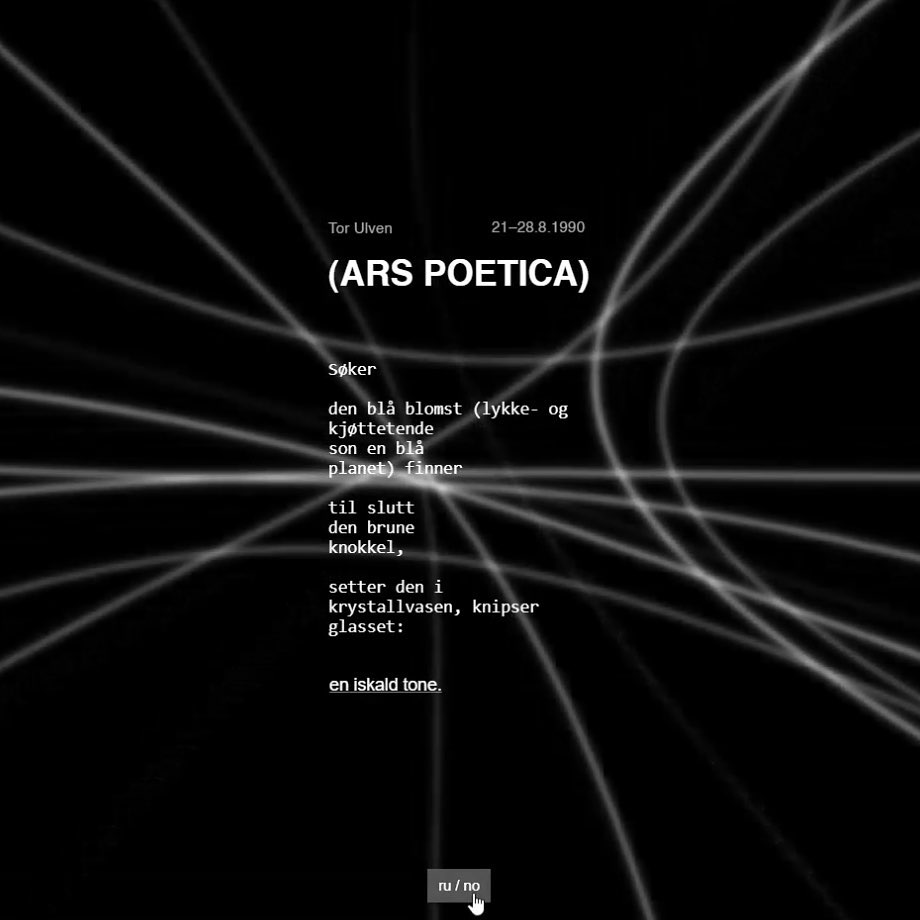 Tor Ulven 21–28.8.1990
(ARS POETICA)
Søker
den blå blomst (lykke- og
kjøttetende
son en blå
planet) finner
til slutt
den brune
knokkel,
setter den i
krystallvasen, knipser
glasset:
en iskald tone.
ru / no